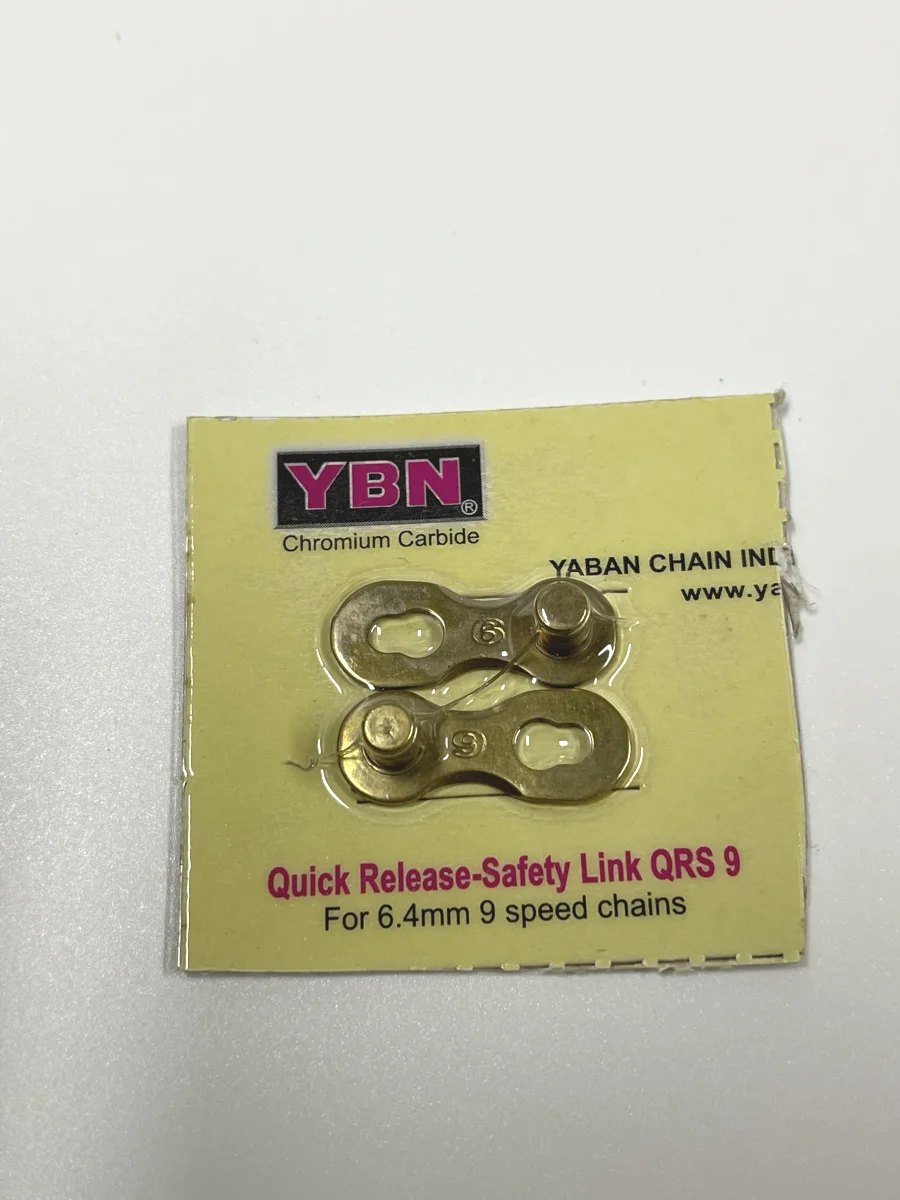 YBN®
Chromium Carbide
YABAN CHAIN IND
www.ya
9
9
Quick Release-Safety Link QRS 9
For 6.4mm 9 speed chains